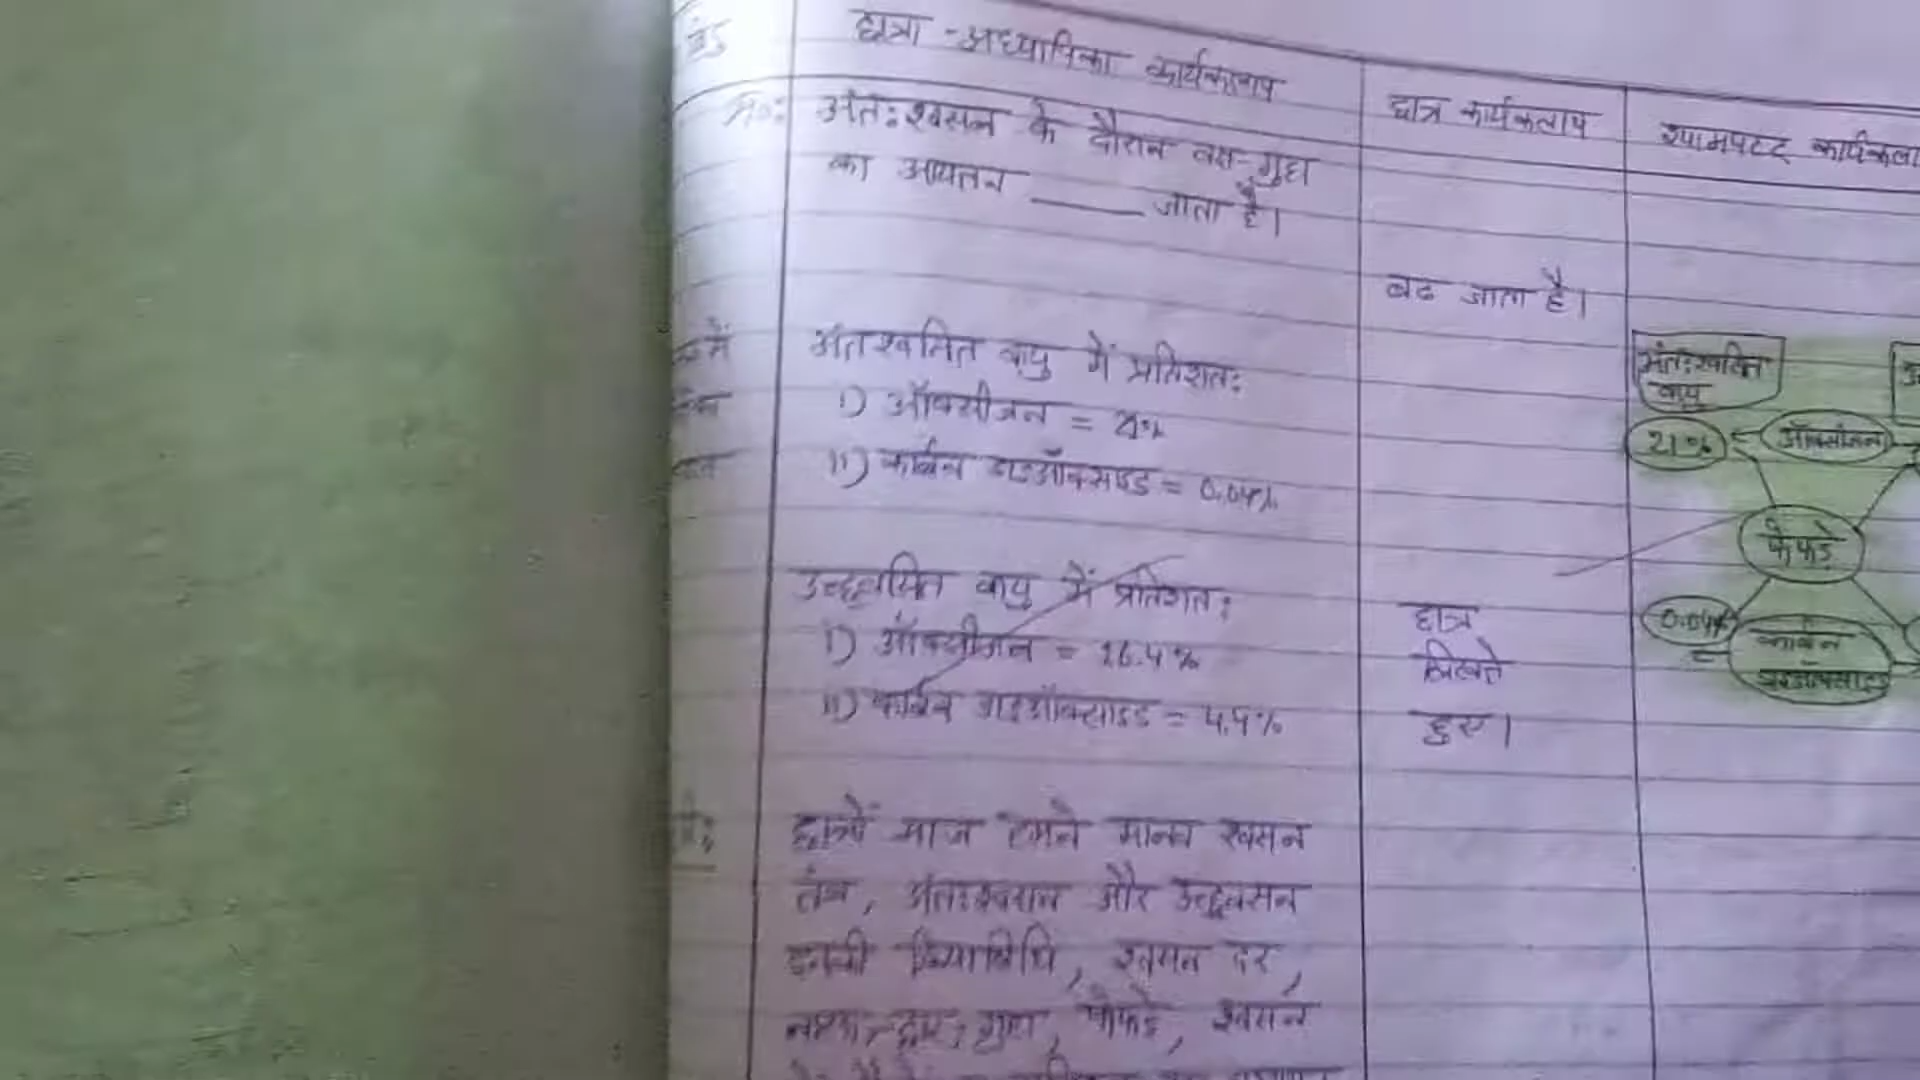 छात्रा - अध्यापिका कार्यकलाप
छात्र कार्यकलाप
श्यामपट्ट कार्यकला
अंतःश्वसन के दौरान वक्ष-गुहा
का आयतन ____ जाता है।
बढ जाता है।
अंतश्वसित वायु में प्रतिशतः
i) ऑक्सीजन = 21%
ii) कार्बन डाइऑक्साइड = 0.04%
उच्छ्वसित वायु में प्रतिशतः
i) ऑक्सीजन = 16.4%
ii) कार्बन डाइऑक्साइड = 4.4%
छात्र
लिखते
हुए।
अंतःश्वसित
वायु
21%
ऑक्सीजन
फेफडे
0.04%
कार्बन
डाइऑक्साइड
छात्रों आज हमने मानव श्वसन
तंत्र, अंतःश्वसन और उच्छ्वसन
इनकी क्रियाविधि, श्वसन दर,
गुहा, फेफडे, श्वसन